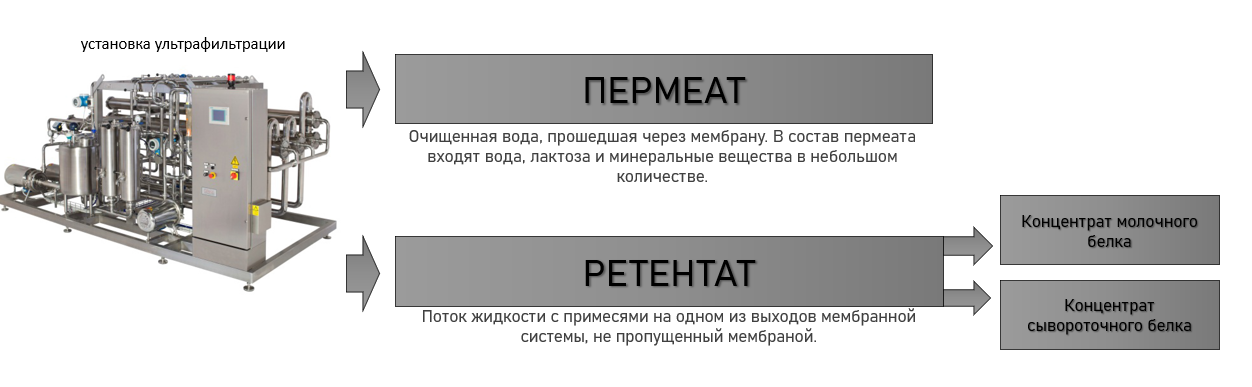 установка ультрафильтрации
ПЕРМЕАТ
Очищенная вода, прошедшая через мембрану. В состав пермеата
входят вода, лактоза и минеральные вещества в небольшом
количестве.
РЕТЕНТАТ
Поток жидкости с примесями на одном из выходов мембранной
системы, не пропущенный мембраной.
Концентрат молочного
белка
Концентрат
сывороточного белка